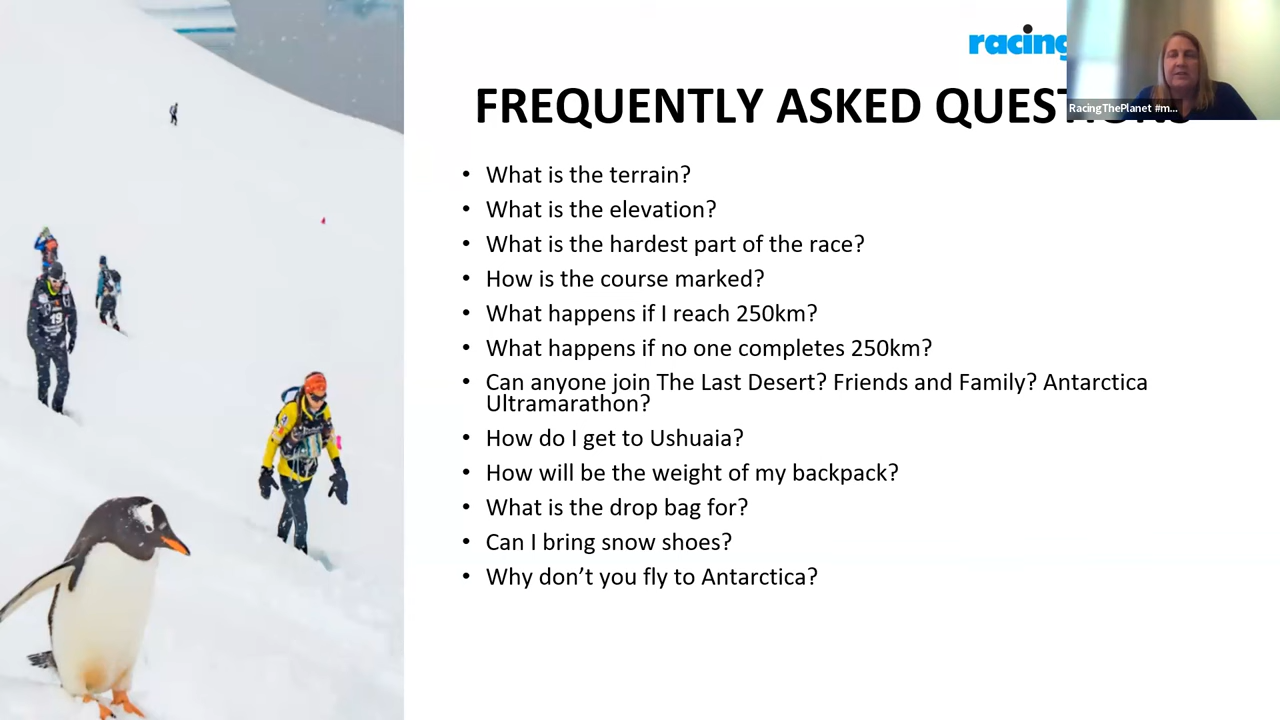 racing
RacingThePlanet #m...
FREQUENTLY ASKED
• What is the terrain?
• What is the elevation?
• What is the hardest part of the race?
• How is the course marked?
• What happens if I reach 250km?
• What happens if no one completes 250km?
• Can anyone join The Last Desert? Friends and Family? Antarctica
Ultramarathon?
• How do I get to Ushuaia?
• How will be the weight of my backpack?
• What is the drop bag for?
• Can I bring snow shoes?
• Why don’t you fly to Antarctica?
19